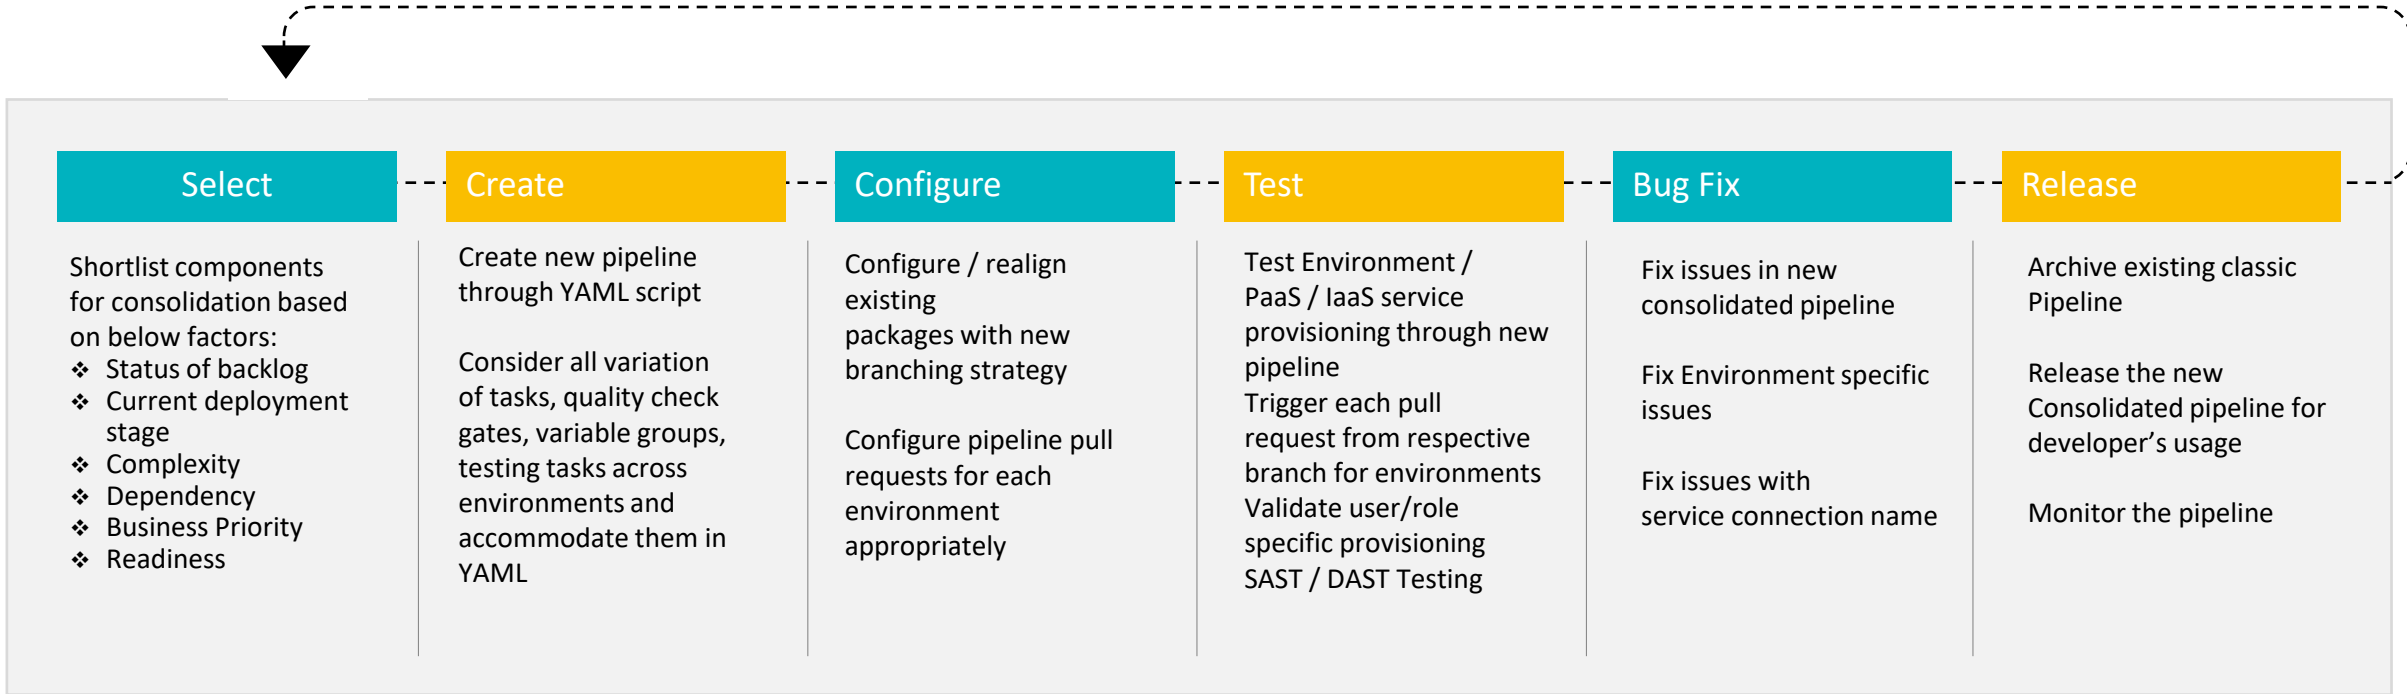 Select
Shortlist components
for consolidation based
on below factors:
❖ Status of backlog
❖ Current deployment
stage
❖ Complexity
❖ Dependency
❖ Business Priority
❖ Readiness
Create
Create new pipeline
through YAML script
Consider all variation
of tasks, quality check
gates, variable groups,
testing tasks across
environments and
accommodate them in
YAML
Configure
Configure / realign
existing
packages with new
branching strategy
Configure pipeline pull
requests for each
environment
appropriately
Test
Test Environment /
PaaS / IaaS service
provisioning through new
pipeline
Trigger each pull
request from respective
branch for environments
Validate user/role
specific provisioning
SAST / DAST Testing
Bug Fix
Fix issues in new
consolidated pipeline
Fix Environment specific
issues
Fix issues with
service connection name
Release
Archive existing classic
Pipeline
Release the new
Consolidated pipeline for
developer’s usage
Monitor the pipeline